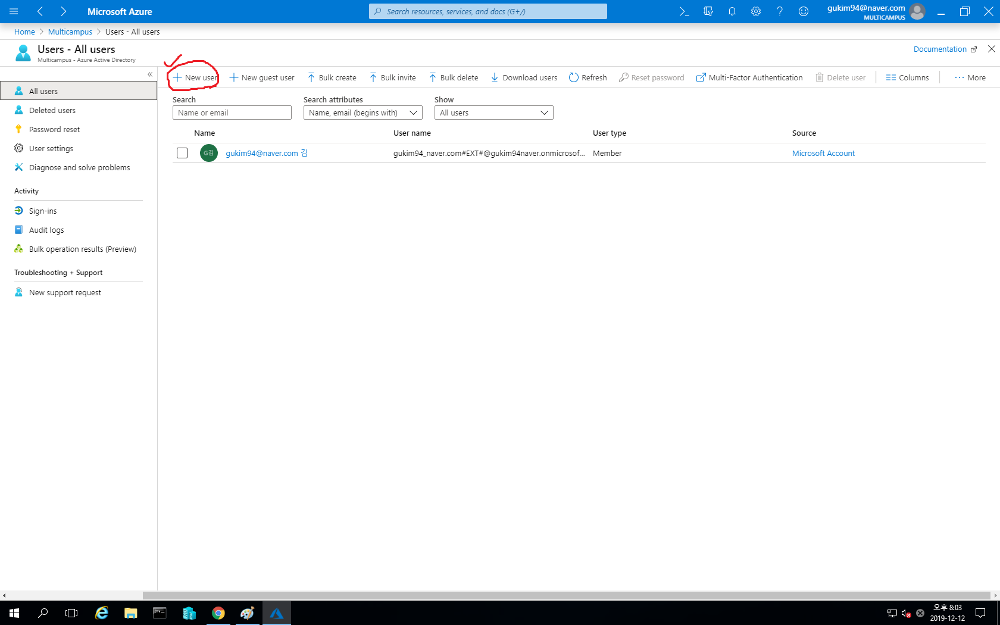 Microsoft Azure
Search resources, services, and docs (G+/)
gukim94@naver.com
MULTICAMPUS
Home > Multicampus > Users - All users
Users - All users
Multicampus - Azure Active Directory
Documentation
«
+ New user
+ New guest user
Bulk create
Bulk invite
Bulk delete
Download users
Refresh
Reset password
Multi-Factor Authentication
Delete user
Columns
··· More
All users
Deleted users
Password reset
User settings
Diagnose and solve problems
Activity
Sign-ins
Audit logs
Bulk operation results (Preview)
Troubleshooting + Support
New support request
Search
Search attributes
Show
Name or email
Name, email (begins with)
All users
Name
User name
User type
Source
G김
gukim94@naver.com 김
gukim94_naver.com#EXT#@gukim94naver.onmicrosof...
Member
Microsoft Account
오후 8:03
2019-12-12